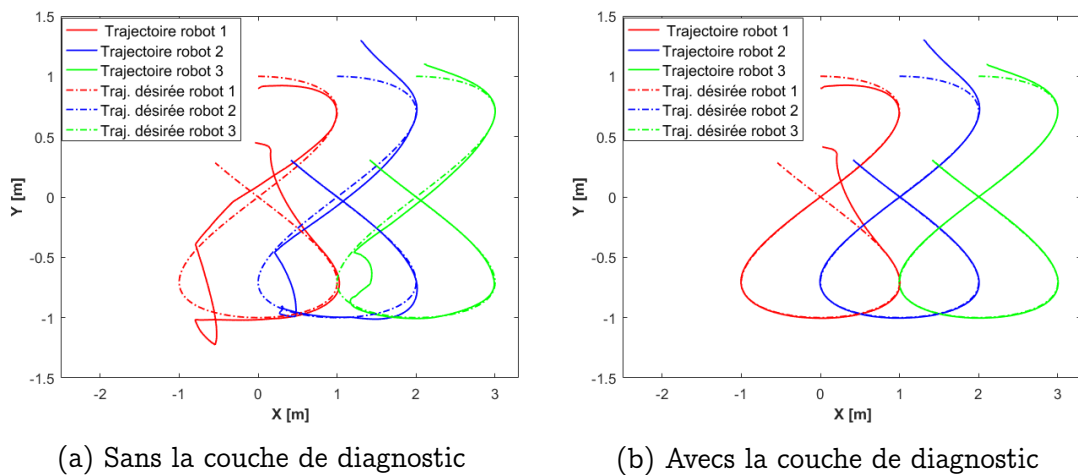 1.5
1
0.5
0
-0.5
-1
-1.5
Y [m]
Trajectoire robot 1
Trajectoire robot 2
Trajectoire robot 3
Traj. désirée robot 1
Traj. désirée robot 2
Traj. désirée robot 3
-2 -1 0 1 2 3
X [m]
(a) Sans la couche de diagnostic
1.5
1
0.5
0
-0.5
-1
-1.5
Y [m]
Trajectoire robot 1
Trajectoire robot 2
Trajectoire robot 3
Traj. désirée robot 1
Traj. désirée robot 2
Traj. désirée robot 3
-2 -1 0 1 2 3
X [m]
(b) Avecs la couche de diagnostic